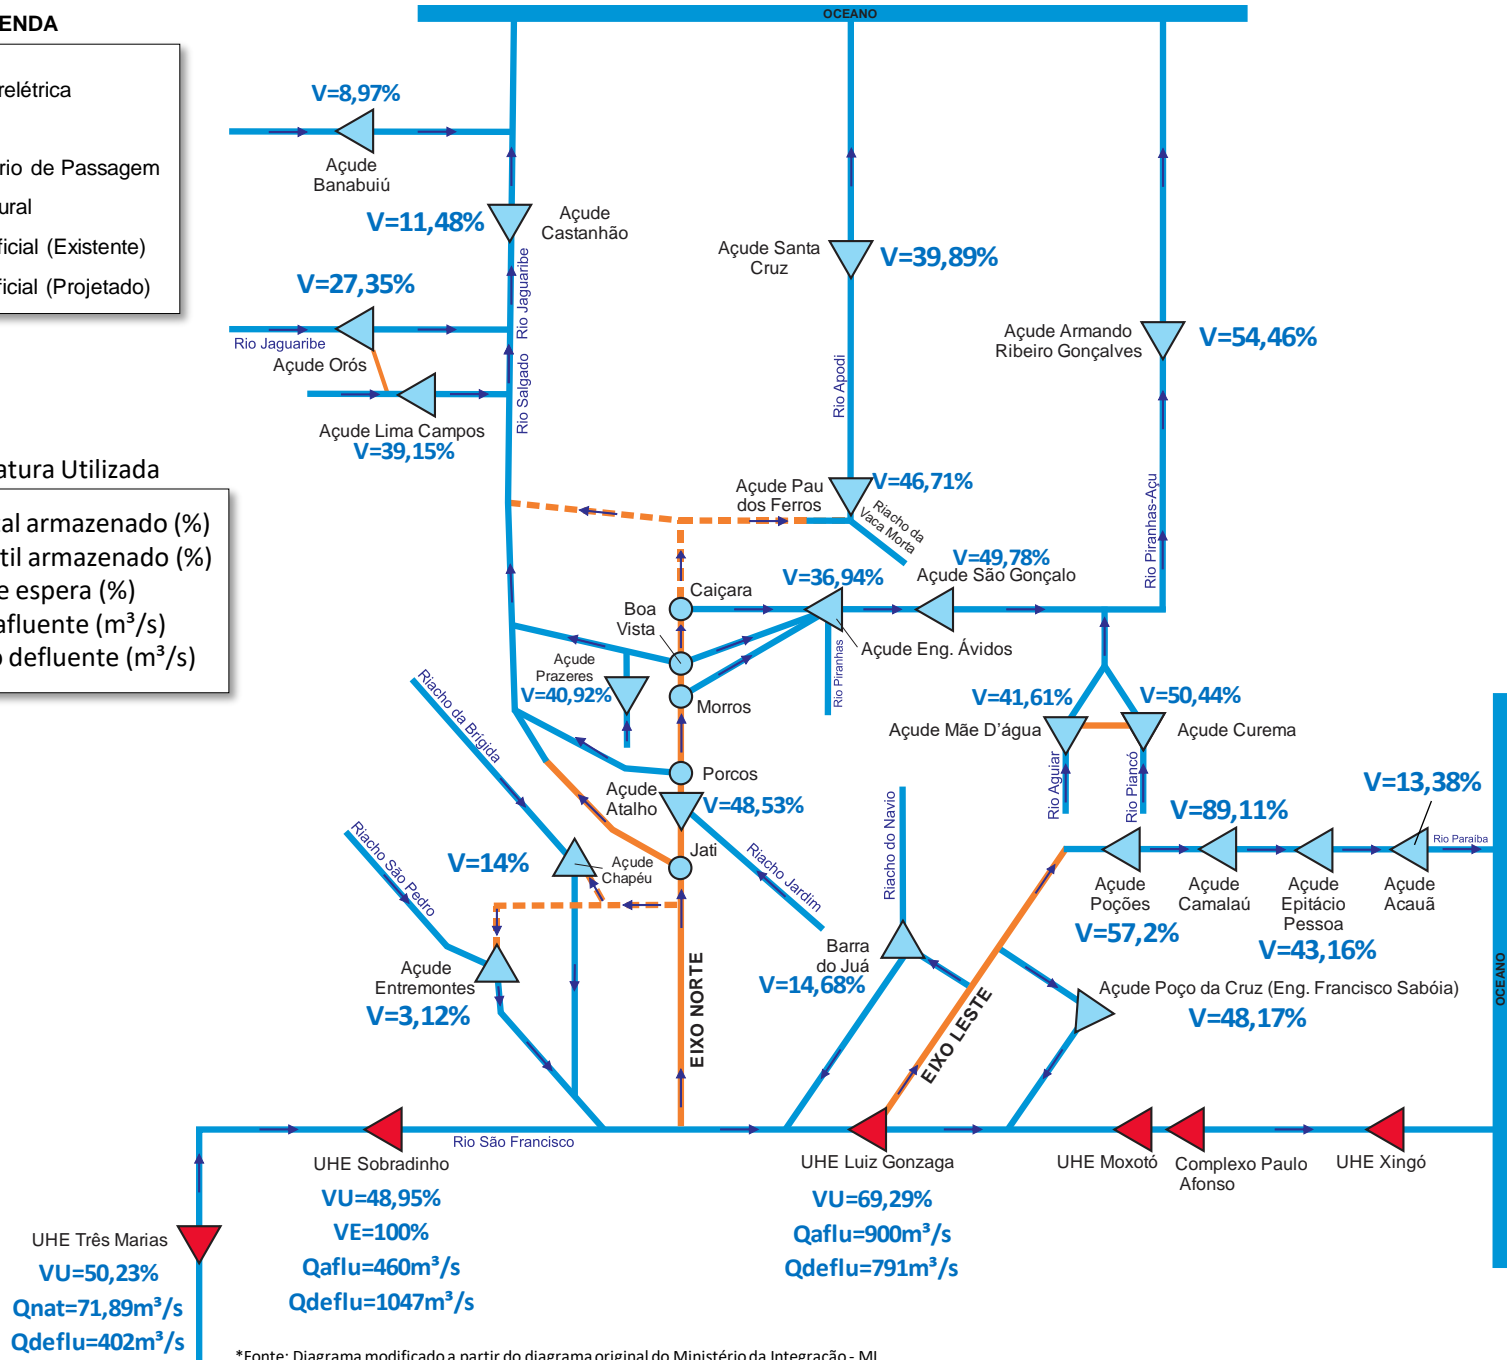 OCEANO
ENDA
relétrica
rio de Passagem
ural
ficial (Existente)
ficial (Projetado)
V=8,97%
Açude
Banabuiú
V=11,48%
Açude
Castanhão
Açude Santa
Cruz
V=39,89%
V=27,35%
Rio Jaguaribe
Rio Jaguaribe
Açude Orós
Açude Armando
Ribeiro Gonçalves
V=54,46%
Rio Salgado
Rio Apodi
Açude Lima Campos
V=39,15%
atura Utilizada
tal armazenado (%)
til armazenado (%)
e espera (%)
afluente (m³/s)
o defluente (m³/s)
Açude Pau
dos Ferros
V=46,71%
Riacho da
Vaca Morta
Rio Piranhas-Açu
V=49,78%
Açude São Gonçalo
V=36,94%
Caiçara
Boa
Vista
Açude Eng. Ávidos
Rio Piranhas
Açude
Prazeres
V=40,92%
Morros
Riacho da Brígida
V=41,61%
Açude Mãe D'água
V=50,44%
Açude Curema
Rio Aguiar
Rio Piancó
Porcos
Açude
Atalho
V=48,53%
Riacho do Navio
V=13,38%
V=89,11%
Rio Paraíba
Jati
Riacho Jardim
Riacho São Pedro
V=14%
Açude
Chapéu
Açude
Poções
V=57,2%
Açude
Camalaú
Açude
Epitácio
Pessoa
V=43,16%
Açude
Acauã
Barra
do Juá
V=14,68%
Açude
Entremontes
V=3,12%
EIXO NORTE
EIXO LESTE
Açude Poço da Cruz (Eng. Francisco Sabóia)
V=48,17%
OCEANO
Rio São Francisco
UHE Sobradinho
VU=48,95%
VE=100%
Qaflu=460m³/s
Qdeflu=1047m³/s
UHE Luiz Gonzaga
VU=69,29%
Qaflu=900m³/s
Qdeflu=791m³/s
UHE Moxotó
Complexo Paulo
Afonso
UHE Xingó
UHE Três Marias
VU=50,23%
Qnat=71,89m³/s
Qdeflu=402m³/s
*Fonte: Diagrama modificado a partir do diagrama original do Ministério da Integração - MI